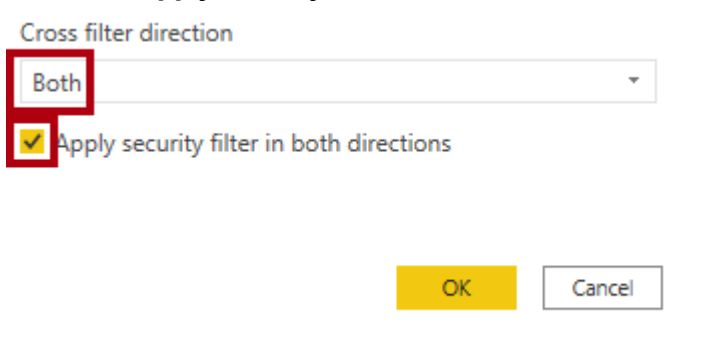 Cross filter direction
Both
Apply security filter in both directions
OK
Cancel